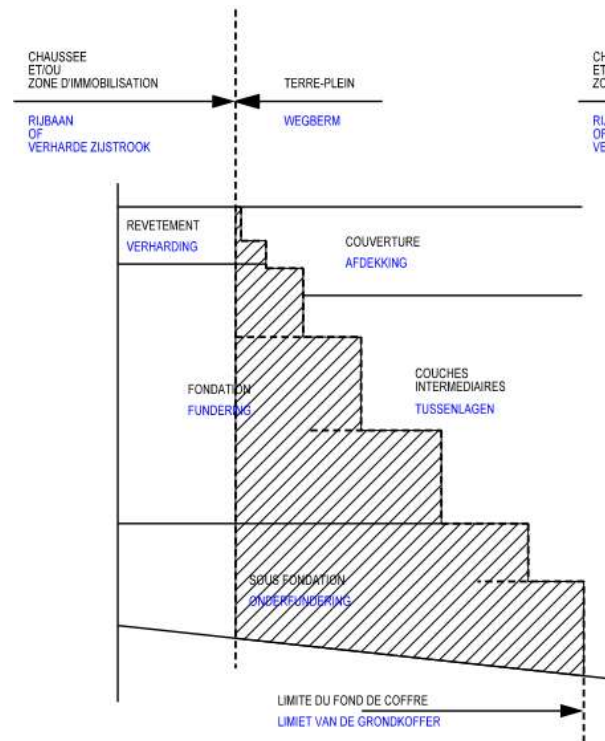 CHAUSSEE
ET/OU
ZONE D'IMMOBILISATION
RIJBAAN
OF
VERHARDE ZIJSTROOK
TERRE-PLEIN
WEGBERM
REVETEMENT
VERHARDING
COUVERTURE
AFDEKKING
COUCHES
INTERMEDIAIRES
TUSSENLAGEN
FONDATION
FUNDERING
SOUS FONDATION
ONDERFUNDERING
LIMITE DU FOND DE COFFRE
LIMIET VAN DE GRONDKOFFER